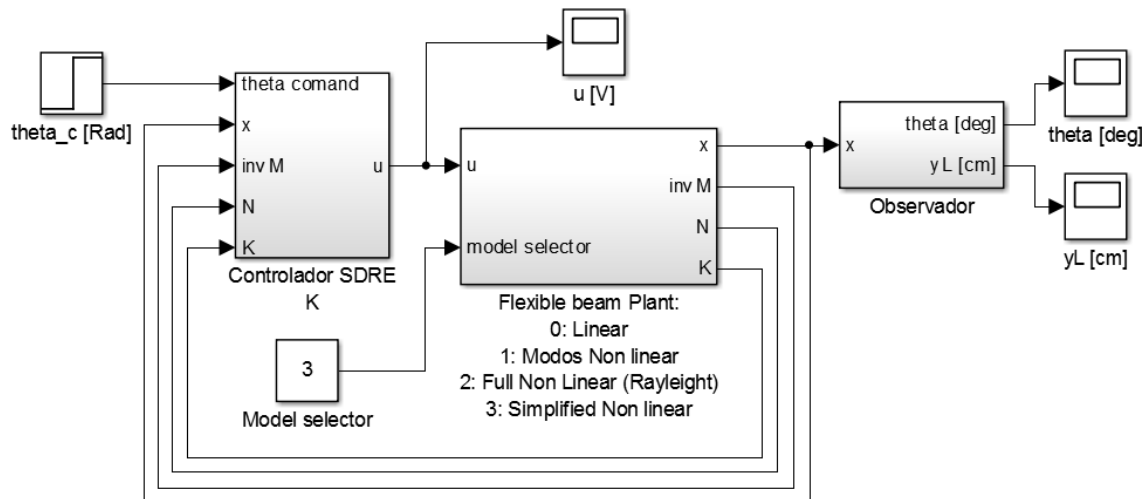 theta_c [Rad]
theta comand
x
inv M
N
K
u
Controlador SDRE
K
u [V]
u
model selector
x
inv M
N
K
Flexible beam Plant:
0: Linear
1: Modos Non linear
2: Full Non Linear (Rayleight)
3: Simplified Non linear
3
Model selector
x
theta [deg]
yL [cm]
Observador
theta [deg]
yL [cm]